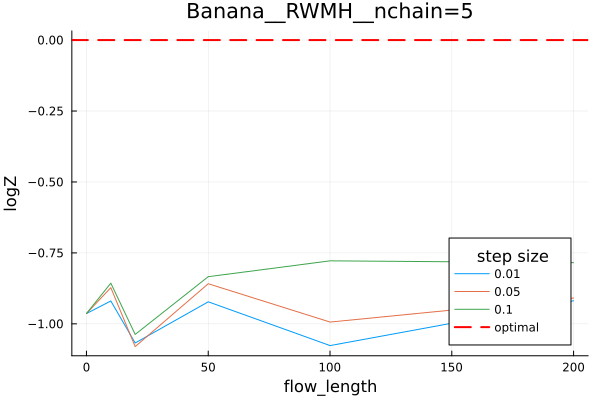 Banana__RWMH__nchain=5
logZ
0.00
−0.25
−0.50
−0.75
−1.00
step size
0.01
0.05
0.1
optimal
0 50 100 150 200
flow_length